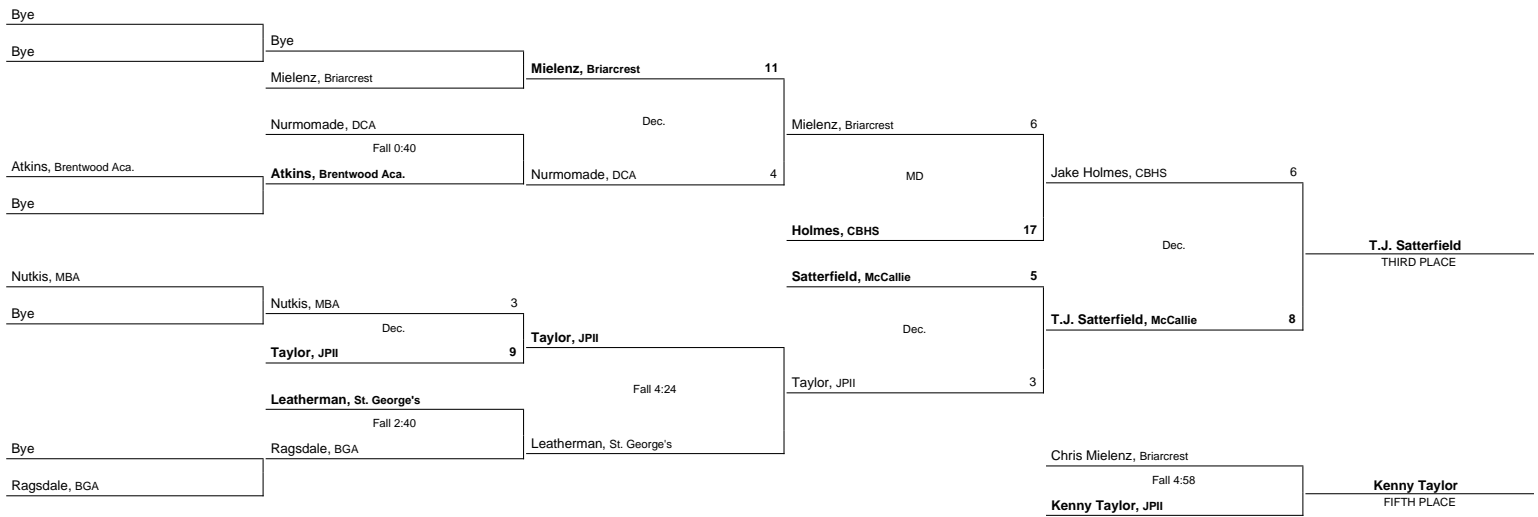 Bye
Bye
Bye
Mielenz, Briarcrest
Mielenz, Briarcrest 11
Nurmomade, DCA
Dec.
Mielenz, Briarcrest 6
Fall 0:40
Atkins, Brentwood Aca.
Atkins, Brentwood Aca.
Nurmomade, DCA 4
MD
Jake Holmes, CBHS 6
Bye
Holmes, CBHS 17
Dec.
T.J. Satterfield
THIRD PLACE
Nutkis, MBA
Satterfield, McCallie 5
Nutkis, MBA 3
Bye
Dec.
Dec.
T.J. Satterfield, McCallie 8
Taylor, JPII
Taylor, JPII 9
Fall 4:24
Taylor, JPII 3
Leatherman, St. George's
Fall 2:40
Bye
Ragsdale, BGA
Leatherman, St. George's
Chris Mielenz, Briarcrest
Fall 4:58
Ragsdale, BGA
Kenny Taylor
FIFTH PLACE
Kenny Taylor, JPII